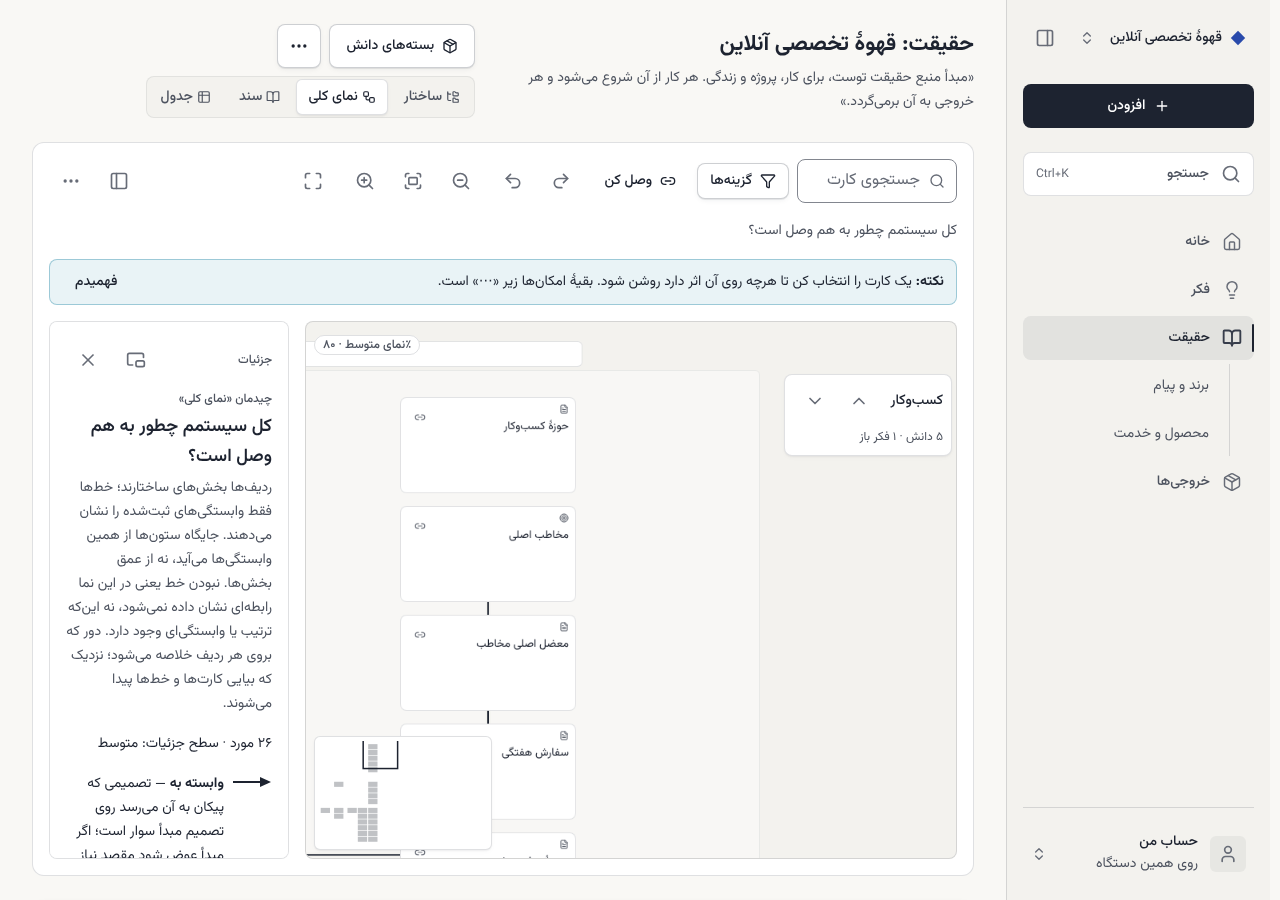 قهوهٔ تخصصی آنلاین
افزودن
جستجو
Ctrl+K
خانه
فکر
حقیقت
برند و پیام
محصول و خدمت
خروجی‌ها
حساب من
روی همین دستگاه
حقیقت: قهوهٔ تخصصی آنلاین
«مبدأ منبع حقیقت توست، برای کار، پروژه و زندگی. هر کار از آن شروع می‌شود و هر
خروجی به آن برمی‌گردد.»
بسته‌های دانش
ساختار
نمای کلی
سند
جدول
جستجوی کارت
گزینه‌ها
وصل کن
کل سیستمم چطور به هم وصل است؟
نکته: یک کارت را انتخاب کن تا هرچه روی آن اثر دارد روشن شود. بقیهٔ امکان‌ها زیر «⋯» است.
فهمیدم
نمای متوسط · ۸۰٪
کسب‌وکار
۵ دانش · ۱ فکر باز
حوزهٔ کسب‌وکار
مخاطب اصلی
معضل اصلی مخاطب
سفارش هفتگی
جزئیات
چیدمان «نمای کلی»
کل سیستمم چطور به هم
وصل است؟
ردیف‌ها بخش‌های ساختارند؛ خط‌ها
فقط وابستگی‌های ثبت‌شده را نشان
می‌دهند. جایگاه ستون‌ها از همین
وابستگی‌ها می‌آید، نه از عمق
بخش‌ها. نبودن خط یعنی در این نما
رابطه‌ای نشان داده نمی‌شود، نه این‌که
ترتیب یا وابستگی‌ای وجود دارد. دور که
بروی هر ردیف خلاصه می‌شود؛ نزدیک
که بیایی کارت‌ها و خط‌ها پیدا
می‌شوند.
۲۶ مورد · سطح جزئیات: متوسط
وابسته به — تصمیمی که
پیکان به آن می‌رسد روی
تصمیم مبدأ سوار است؛ اگر
مبدأ عوض شود مقصد نیاز